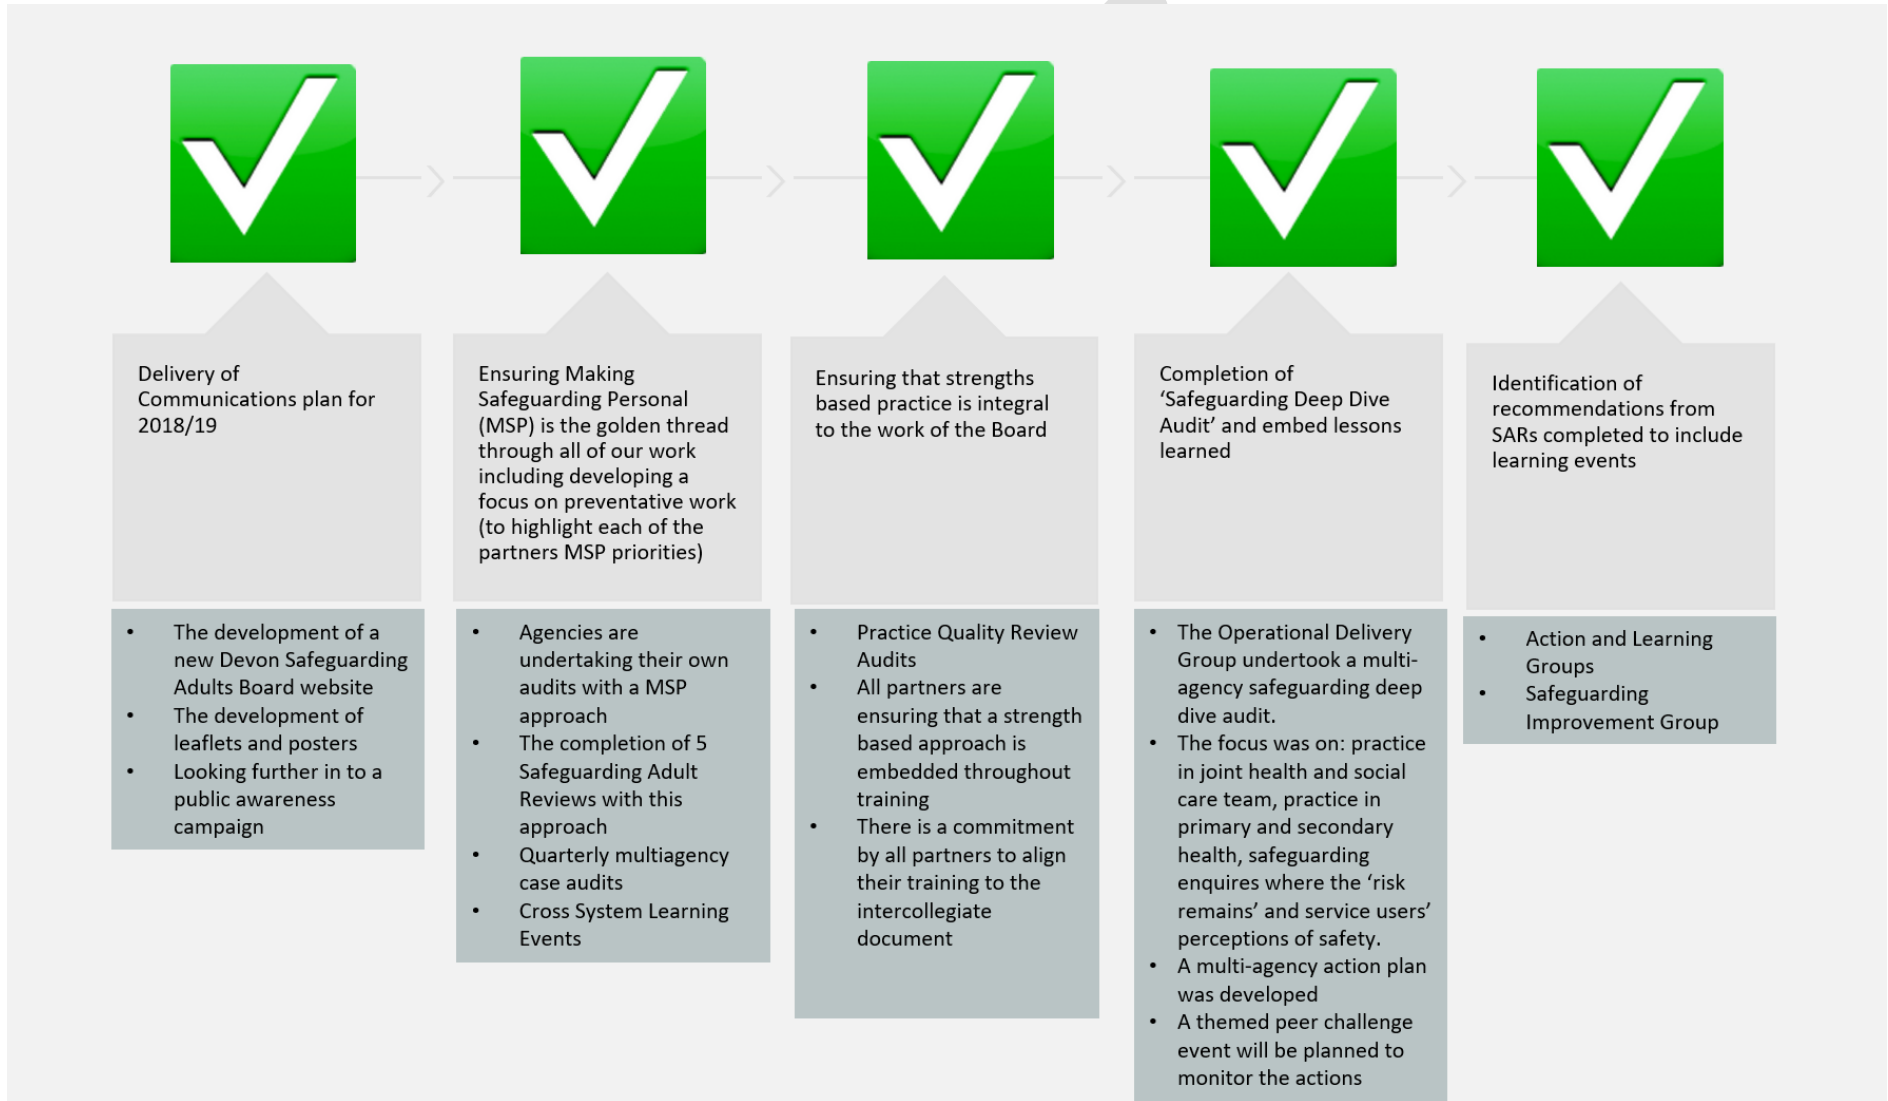 Delivery of
Communications plan for
2018/19
Ensuring Making
Safeguarding Personal
(MSP) is the golden thread
through all of our work
including developing a
focus on preventative work
(to highlight each of the
partners MSP priorities)
Ensuring that strengths
based practice is integral
to the work of the Board
Completion of
‘Safeguarding Deep Dive
Audit’ and embed lessons
learned
Identification of
recommendations from
SARs completed to include
learning events
• The development of a
new Devon Safeguarding
Adults Board website
• The development of
leaflets and posters
• Looking further in to a
public awareness
campaign
• Agencies are
undertaking their own
audits with a MSP
approach
• The completion of 5
Safeguarding Adult
Reviews with this
approach
• Quarterly multiagency
case audits
• Cross System Learning
Events
• Practice Quality Review
Audits
• All partners are
ensuring that a strength
based approach is
embedded throughout
training
• There is a commitment
by all partners to align
their training to the
intercollegiate
document
• The Operational Delivery
Group undertook a multi-
agency safeguarding deep
dive audit.
• The focus was on: practice
in joint health and social
care team, practice in
primary and secondary
health, safeguarding
enquires where the ‘risk
remains’ and service users’
perceptions of safety.
• A multi-agency action plan
was developed
• A themed peer challenge
event will be planned to
monitor the actions
• Action and Learning
Groups
• Safeguarding
Improvement Group